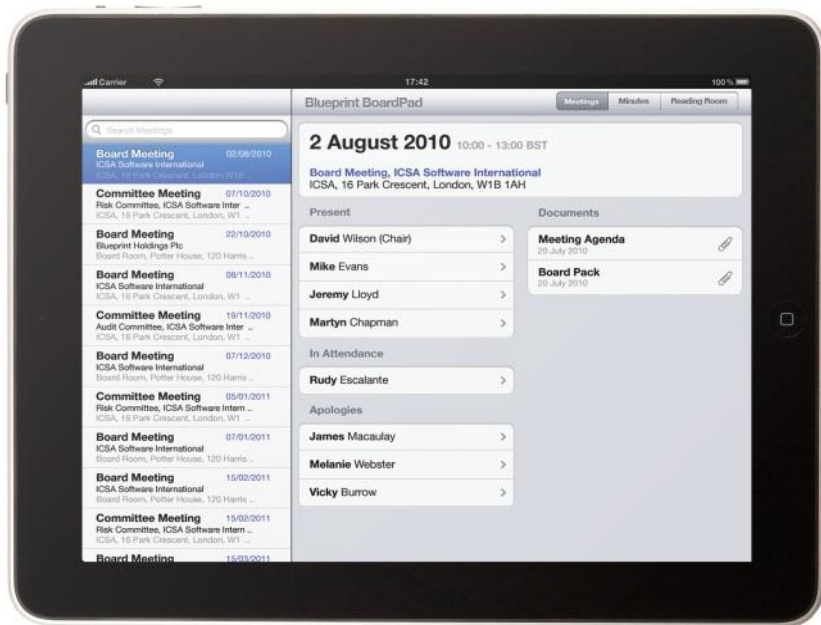 Carrier
17:42
100 %
Blueprint BoardPad
Meetings
Minutes
Reading Room
Search Meetings
Board Meeting 02/08/2010
ICSA Software International
ICSA, 16 Park Crescent, London W1B ...
Committee Meeting 07/10/2010
Risk Committee, ICSA Software Inter ..
ICSA, 16 Park Crescent, London, W1 ...
Board Meeting 22/10/2010
Blueprint Holdings Plc
Board Room, Potter House, 120 Harris ..
Board Meeting 08/11/2010
ICSA Software International
ICSA, 16 Park Crescent, London, W1 ...
Committee Meeting 19/11/2010
Audit Committee, ICSA Software Inter ..
ICSA, 16 Park Crescent, London, W1 ...
Board Meeting 07/12/2010
ICSA Software International
Board Room, Potter House, 120 Harris ..
Committee Meeting 05/01/2011
Risk Committee, ICSA Software Intern ..
ICSA, 16 Park Crescent, London, W1 ...
Board Meeting 07/01/2011
ICSA Software International
Board Room, Potter House, 120 Harris ..
Board Meeting 15/02/2011
ICSA Software International
Board Room, Potter House, 120 Harris ..
Committee Meeting 15/02/2011
Risk Committee, ICSA Software Intern ..
ICSA, 16 Park Crescent, London, W1 ...
Board Meeting 15/03/2011
2 August 2010 10:00 - 13:00 BST
Board Meeting, ICSA Software International
ICSA, 16 Park Crescent, London, W1B 1AH
Present
David Wilson (Chair)
Mike Evans
Jeremy Lloyd
Martyn Chapman
In Attendance
Rudy Escalante
Apologies
James Macaulay
Melanie Webster
Vicky Burrow
Documents
Meeting Agenda
20 July 2010
Board Pack
20 July 2010